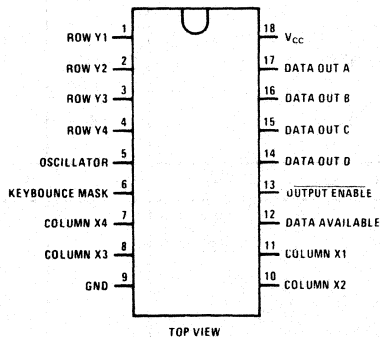 ROW Y1 1 18 VCC
ROW Y2 2 17 DATA OUT A
ROW Y3 3 16 DATA OUT B
ROW Y4 4 15 DATA OUT C
OSCILLATOR 5 14 DATA OUT D
KEYBOUNCE MASK 6 13 OUTPUT ENABLE
COLUMN X4 7 12 DATA AVAILABLE
COLUMN X3 8 11 COLUMN X1
GND 9 10 COLUMN X2
TOP VIEW